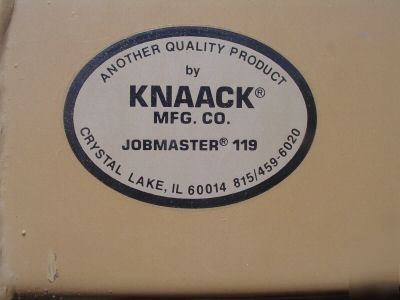 ANOTHER QUALITY PRODUCT
by
KNAACK®
MFG. CO.
JOBMASTER® 119
CRYSTAL LAKE, IL 60014 815/459-6020